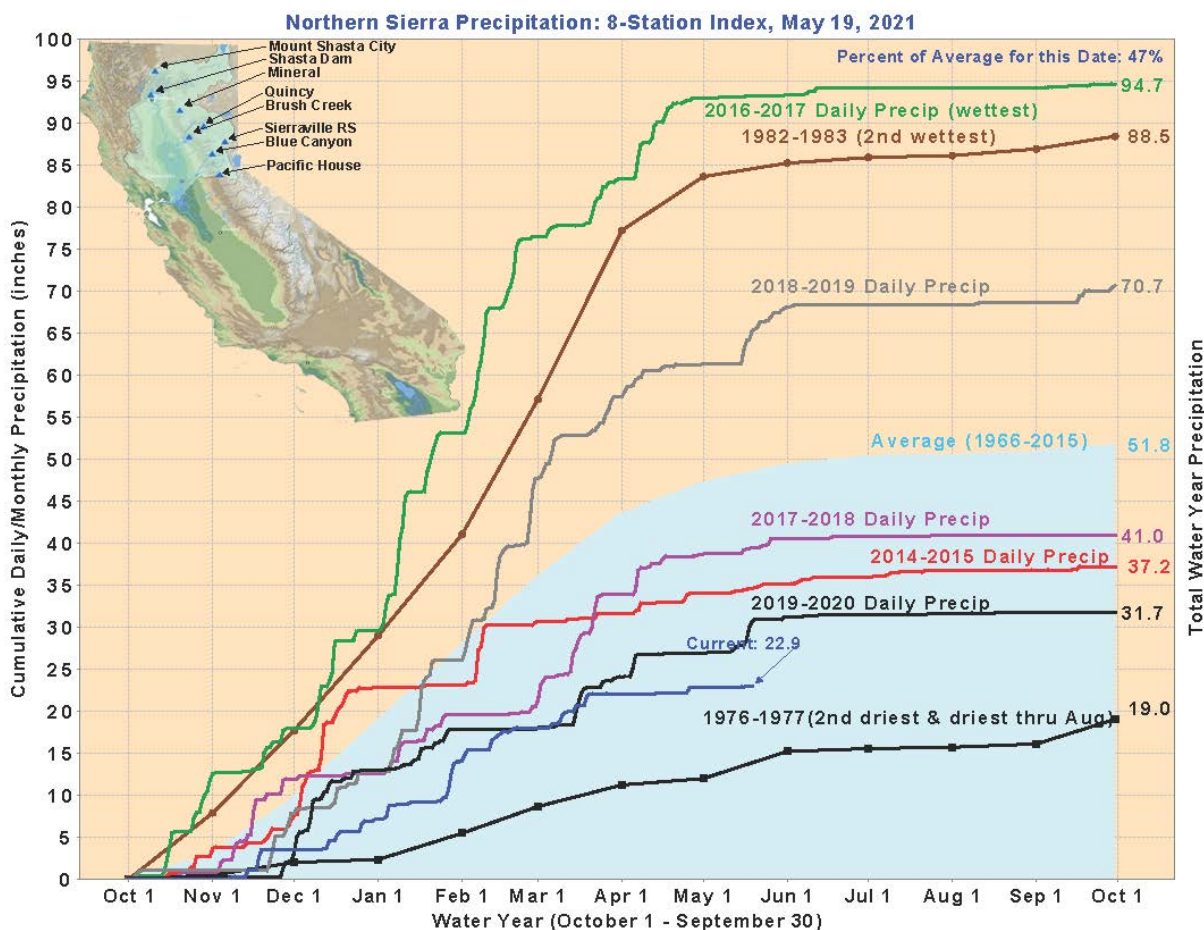 Northern Sierra Precipitation: 8-Station Index, May 19, 2021
Percent of Average for this Date: 47%
Mount Shasta City
Shasta Dam
Mineral
Quincy
Brush Creek
Sierraville RS
Blue Canyon
Pacific House
2016-2017 Daily Precip (wettest)
94.7
1982-1983 (2nd wettest)
88.5
2018-2019 Daily Precip
70.7
Average (1966-2015)
51.8
2017-2018 Daily Precip
41.0
2014-2015 Daily Precip
37.2
2019-2020 Daily Precip
31.7
Current: 22.9
1976-1977(2nd driest & driest thru Aug)
19.0
Cumulative Daily/Monthly Precipitation (inches)
100
95
90
85
80
75
70
65
60
55
50
45
40
35
30
25
20
15
10
5
0
Total Water Year Precipitation
Oct 1 Nov 1 Dec 1 Jan 1 Feb 1 Mar 1 Apr 1 May 1 Jun 1 Jul 1 Aug 1 Sep 1 Oct 1
Water Year (October 1 - September 30)